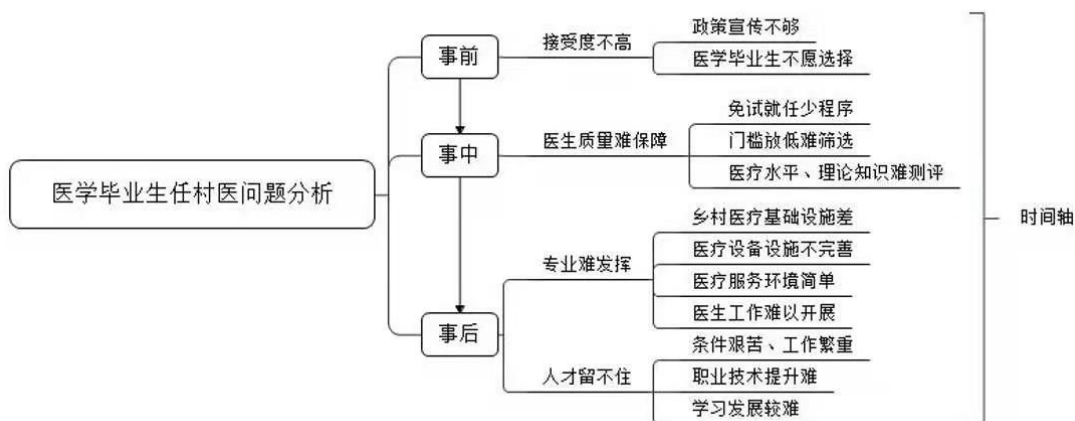 医学毕业生任村医问题分析
事前
接受度不高
政策宣传不够
医学毕业生不愿选择
事中
医生质量难保障
免试就任少程序
门槛放低难筛选
医疗水平、理论知识难测评
事后
专业难发挥
乡村医疗基础设施差
医疗设备设施不完善
医疗服务环境简单
医生工作难以开展
人才留不住
条件艰苦、工作繁重
职业技术提升难
学习发展较难
时间轴